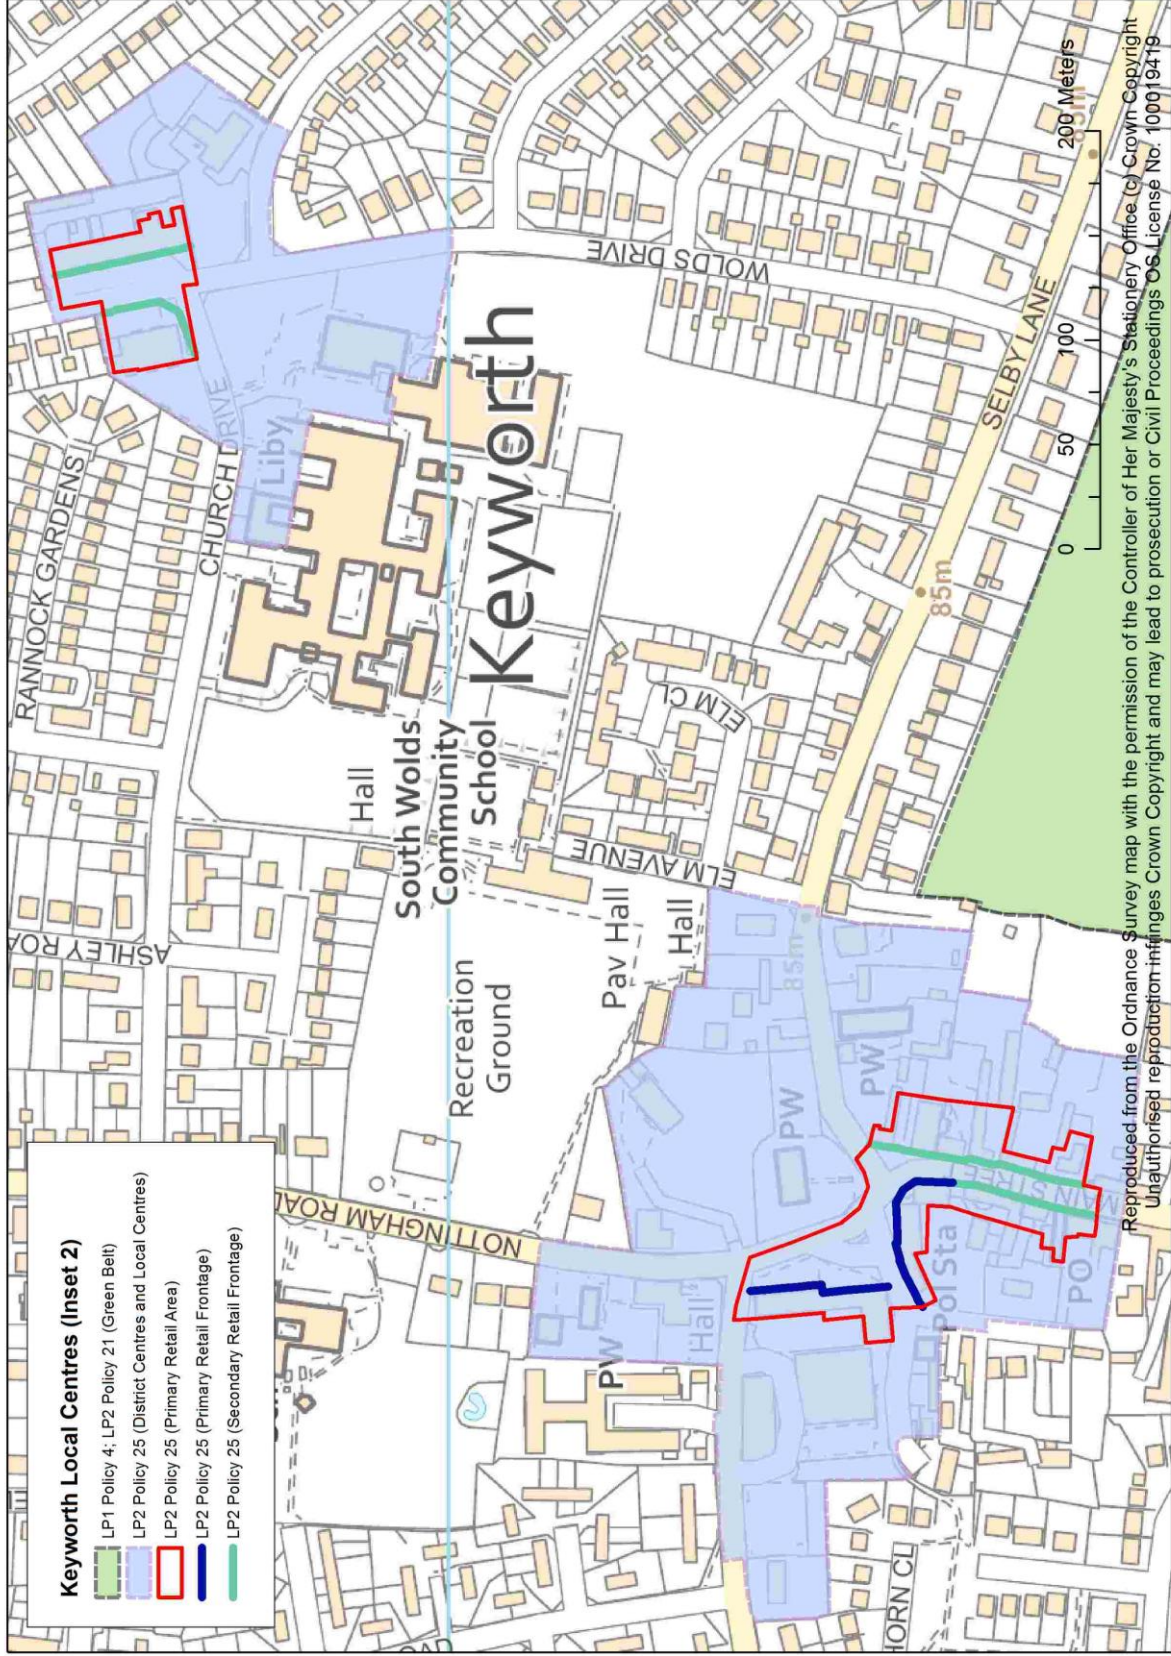 Keyworth Local Centres (Inset 2)
LP1 Policy 4; LP2 Policy 21 (Green Belt)
LP2 Policy 25 (District Centres and Local Centres)
LP2 Policy 25 (Primary Retail Area)
LP2 Policy 25 (Primary Retail Frontage)
LP2 Policy 25 (Secondary Retail Frontage)
RANNOCK GARDENS
CHURCH DRIVE
Liby
WOLDS DRIVE
Keyworth
South Wolds
Community
School
Hall
ASHLEY ROA
Recreation
Ground
Pav Hall
Hall
ELM AVENUE
ELM CL
SELBY LANE
85m
85m
85m
NOTTINGHAM ROAD
PW
Hall
PW
PW
Pol Sta
MAIN STREET
PO
HORN CL
OAD
0 50 100 200 Meters
Reproduced from the Ordnance Survey map with the permission of the Controller of Her Majesty's Stationery Office (c) Crown Copyright
Unauthorised reproduction infringes Crown Copyright and may lead to prosecution or Civil Proceedings OS License No. 100019419